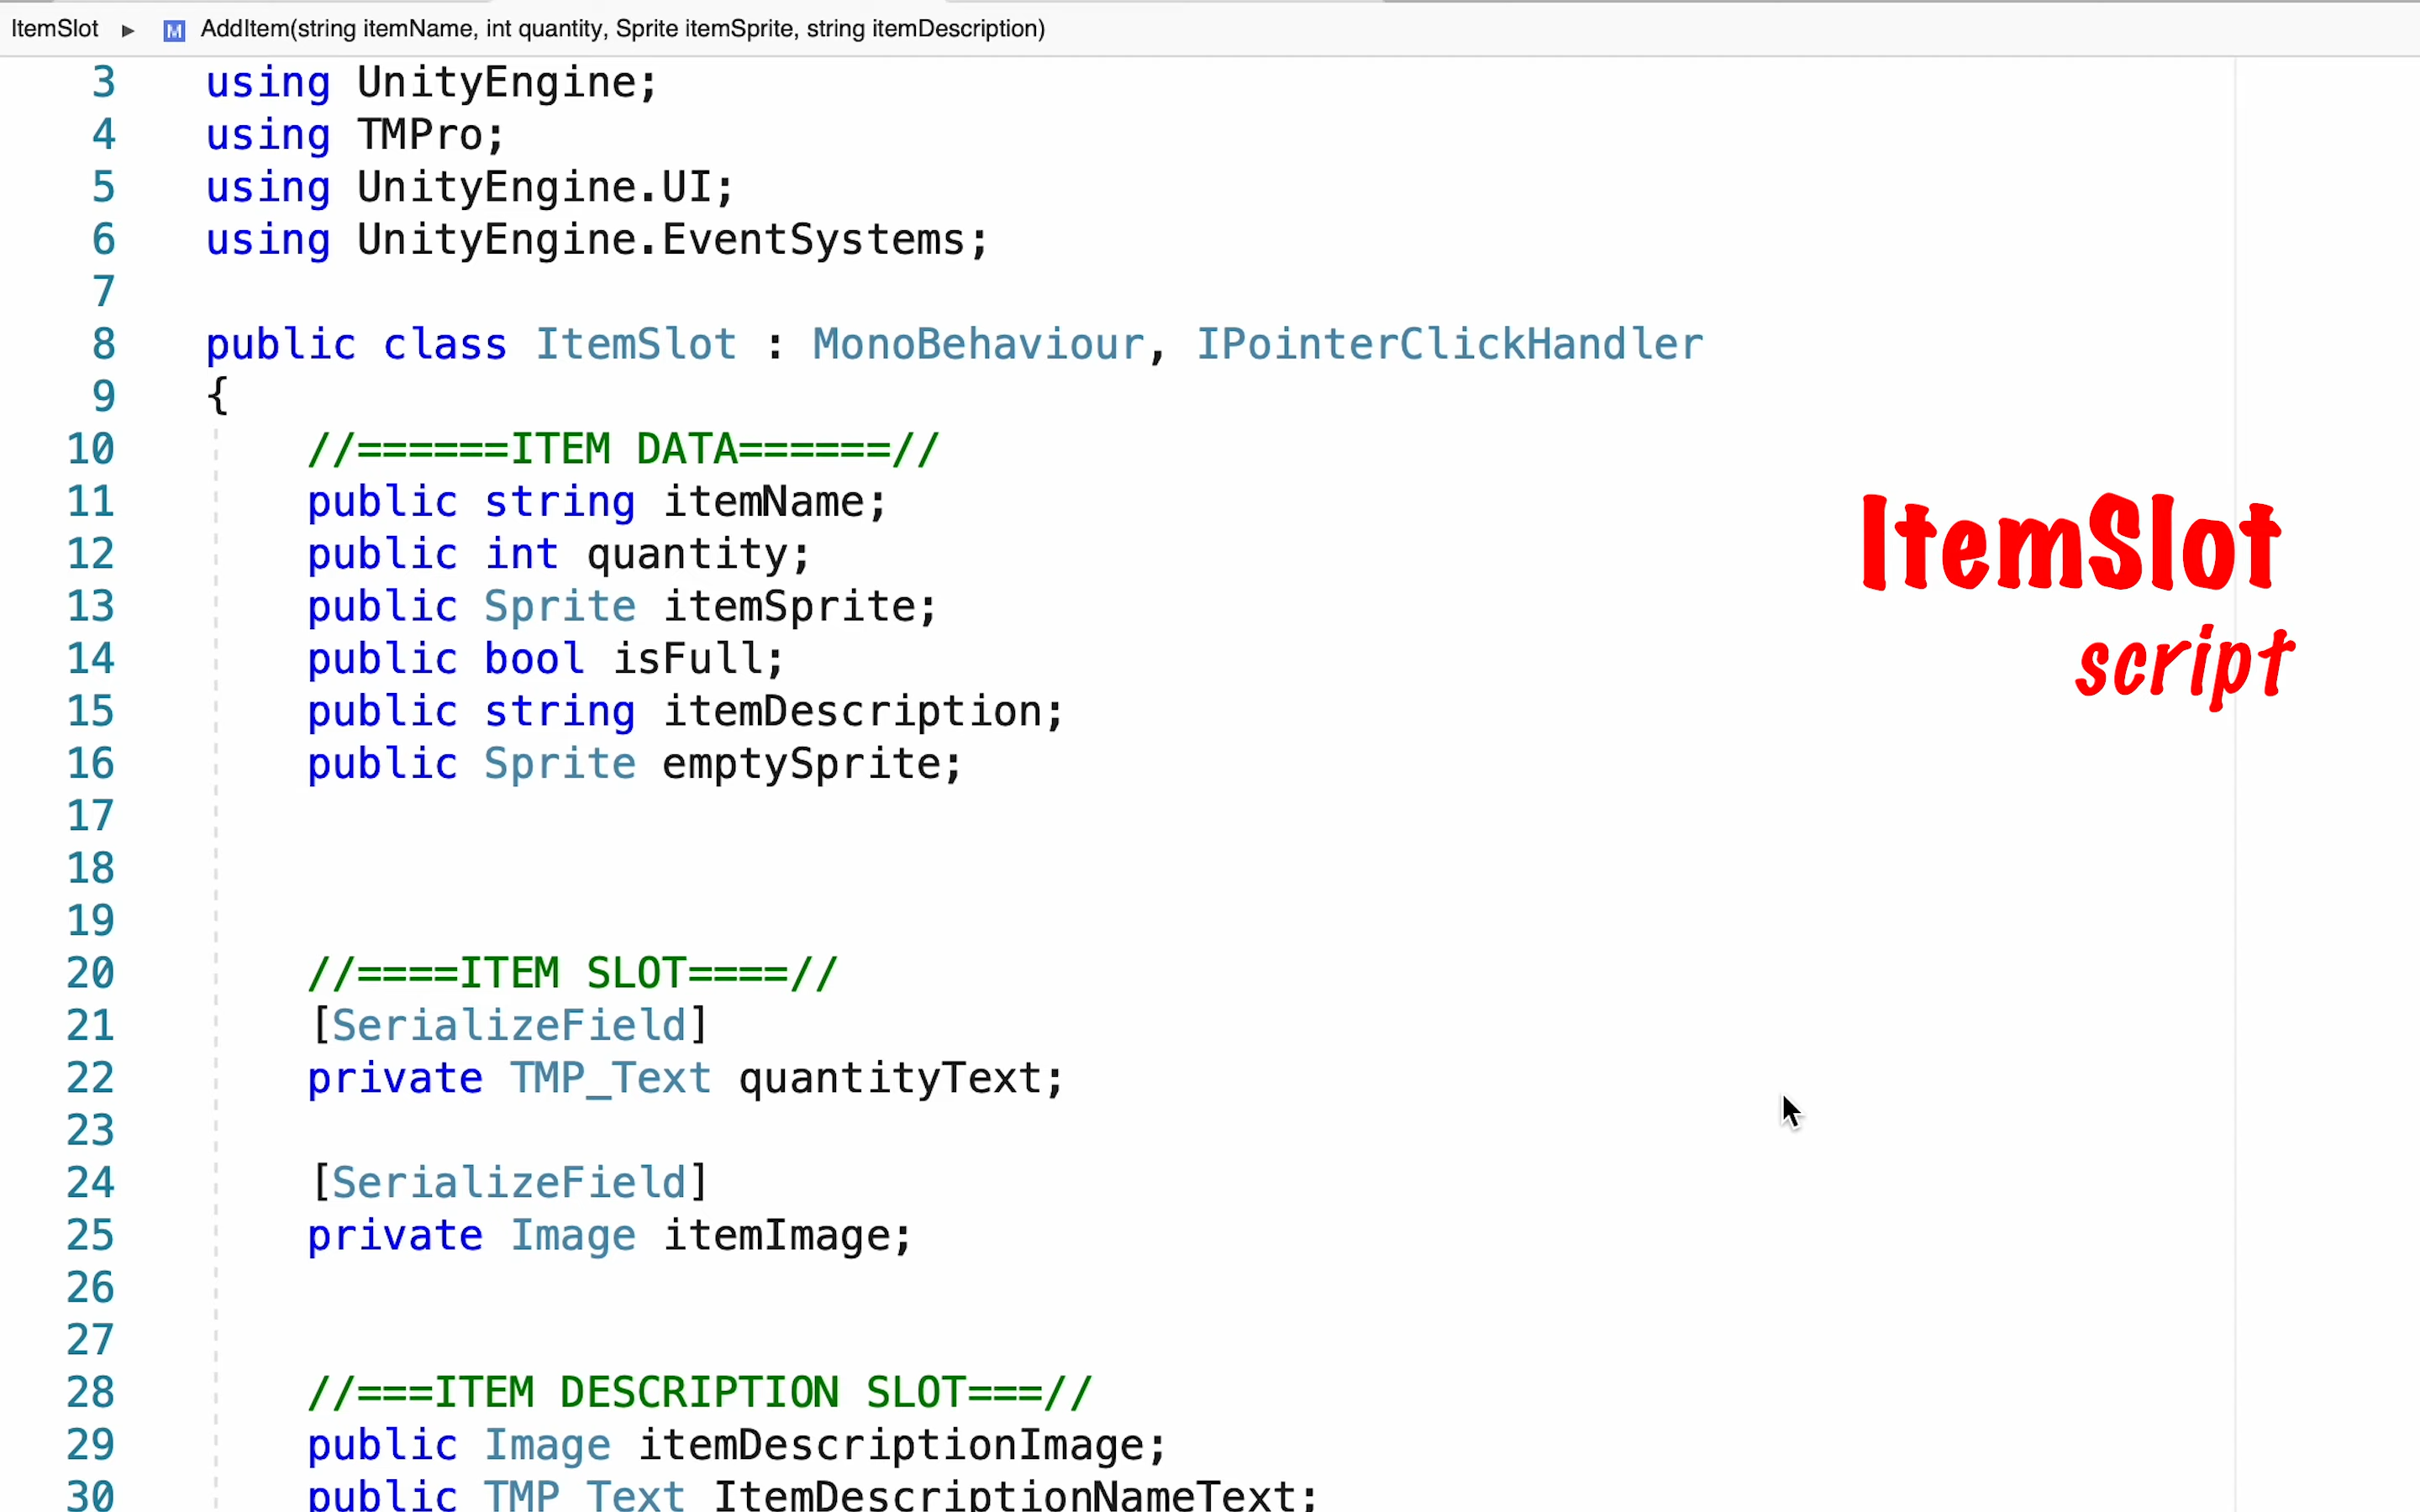 ItemSlot ▶ M AddItem(string itemName, int quantity, Sprite itemSprite, string itemDescription)
3 using UnityEngine;
4 using TMPro;
5 using UnityEngine.UI;
6 using UnityEngine.EventSystems;
7
8 public class ItemSlot : MonoBehaviour, IPointerClickHandler
9 {
10 //======ITEM DATA======//
11 public string itemName;
12 public int quantity;
13 public Sprite itemSprite;
14 public bool isFull;
15 public string itemDescription;
16 public Sprite emptySprite;
17
18
19
20 //====ITEM SLOT====//
21 [SerializeField]
22 private TMP_Text quantityText;
23
24 [SerializeField]
25 private Image itemImage;
26
27
28 //===ITEM DESCRIPTION SLOT===//
29 public Image itemDescriptionImage;
30 public TMP_Text ItemDescriptionNameText;
ItemSlot
script